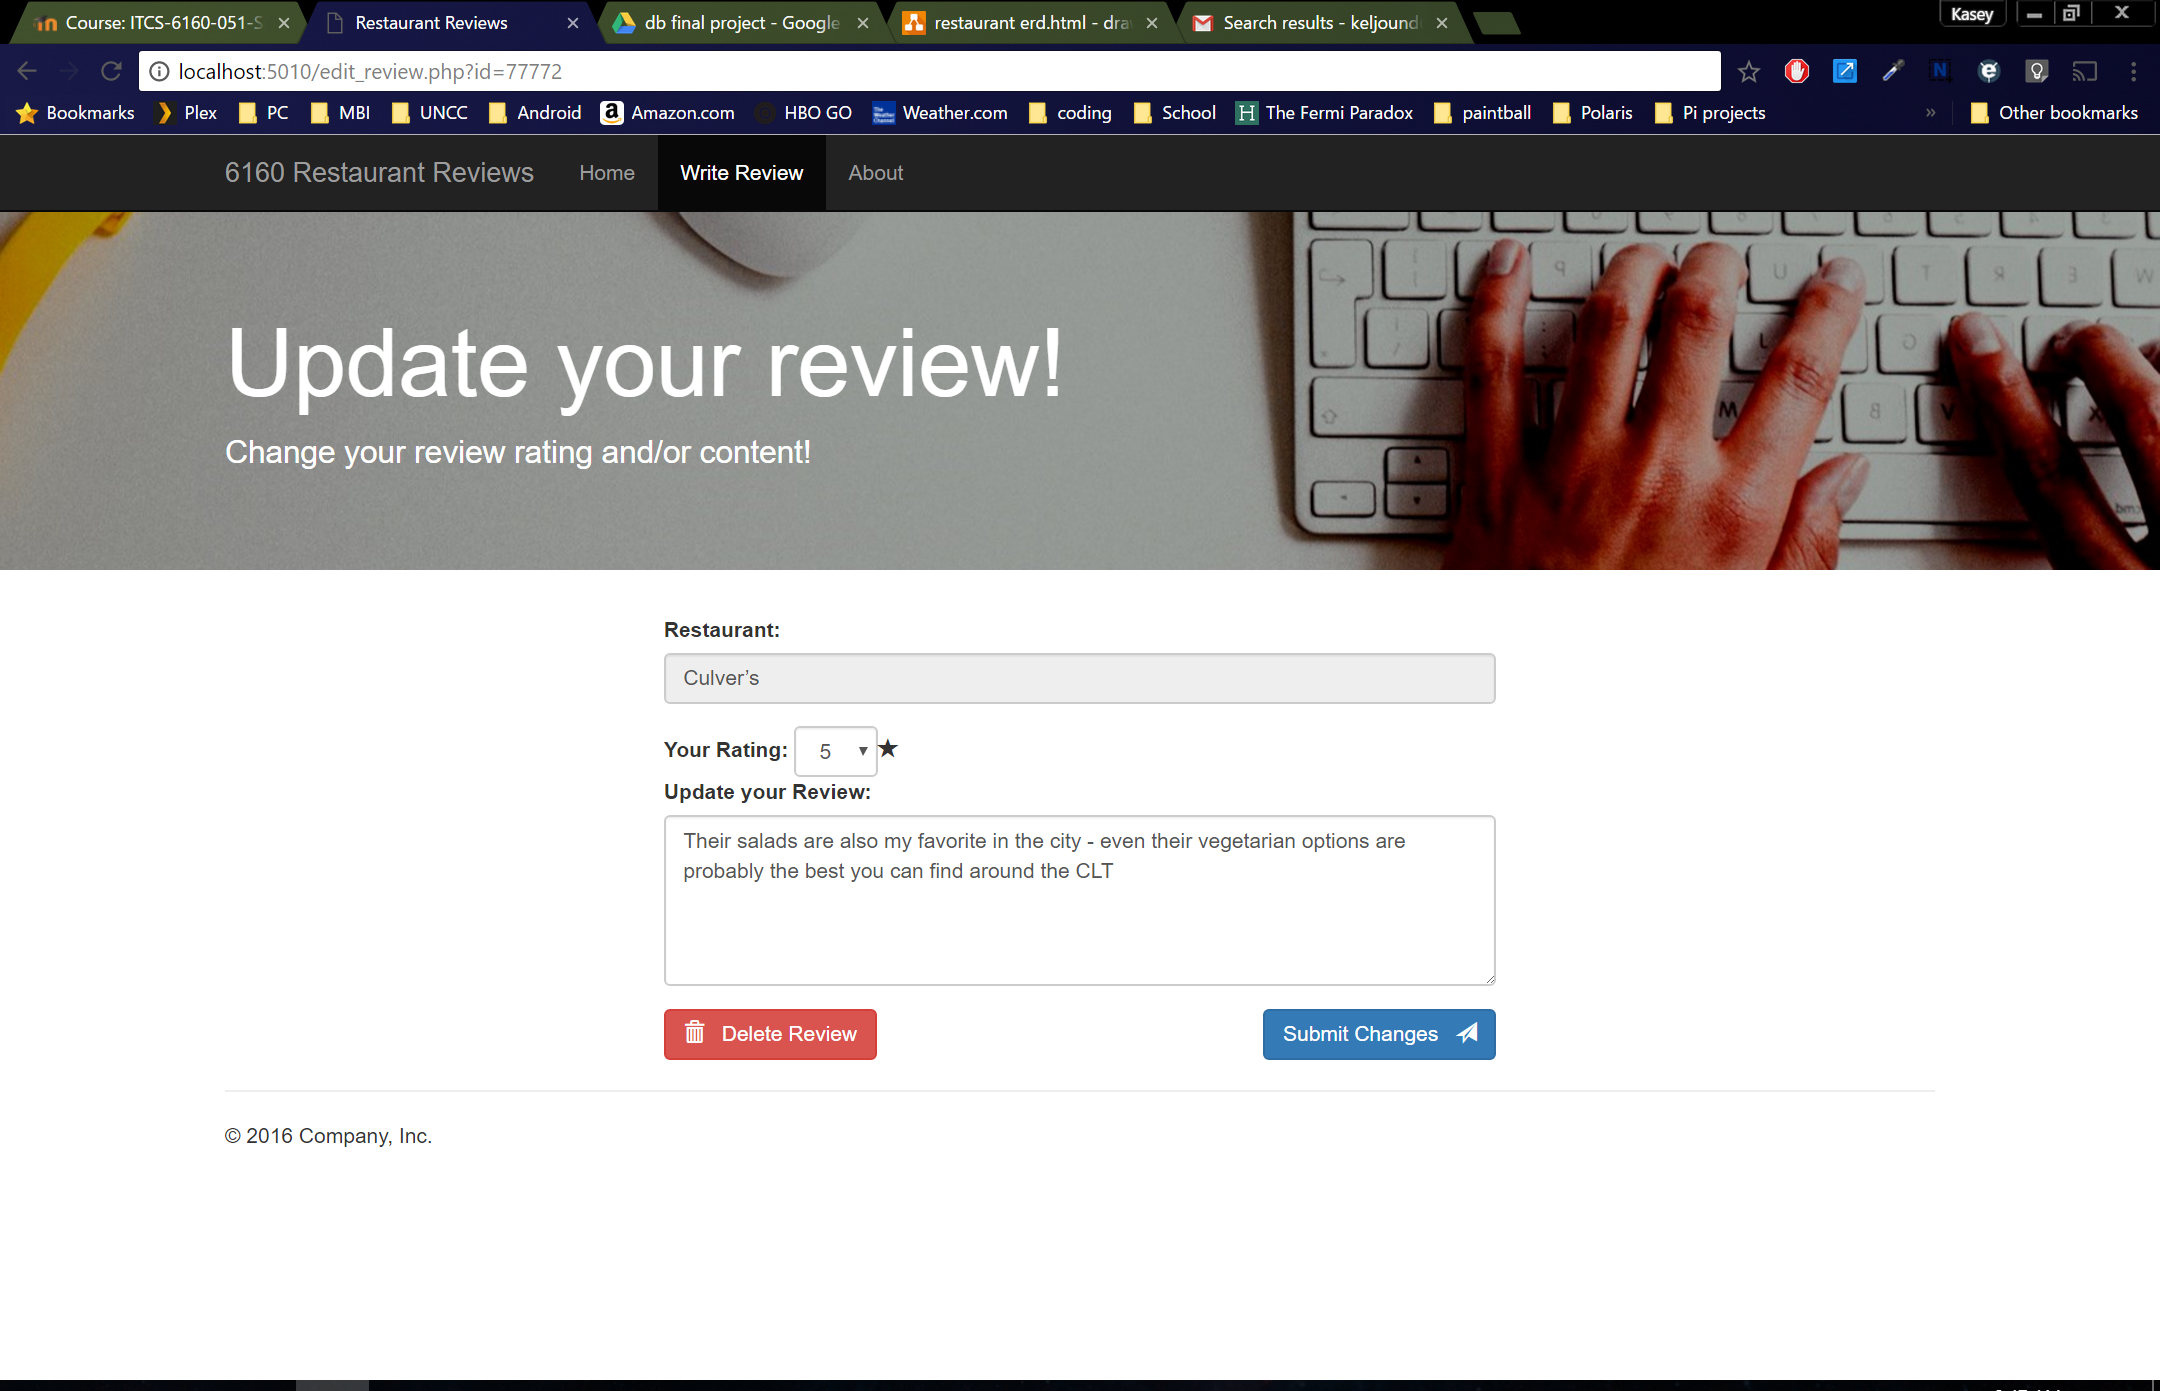 Course: ITCS-6160-051-S
Restaurant Reviews
db final project - Google
restaurant erd.html - dra
Search results - keljound
Kasey
localhost:5010/edit_review.php?id=77772
Bookmarks
Plex
PC
MBI
UNCC
Android
Amazon.com
HBO GO
Weather.com
coding
School
The Fermi Paradox
paintball
Polaris
Pi projects
»
Other bookmarks
6160 Restaurant Reviews
Home
Write Review
About
Update your review!
Change your review rating and/or content!
Restaurant:
Culver’s
Your Rating: 5 ★
Update your Review:
Their salads are also my favorite in the city - even their vegetarian options are
probably the best you can find around the CLT
Delete Review
Submit Changes
© 2016 Company, Inc.